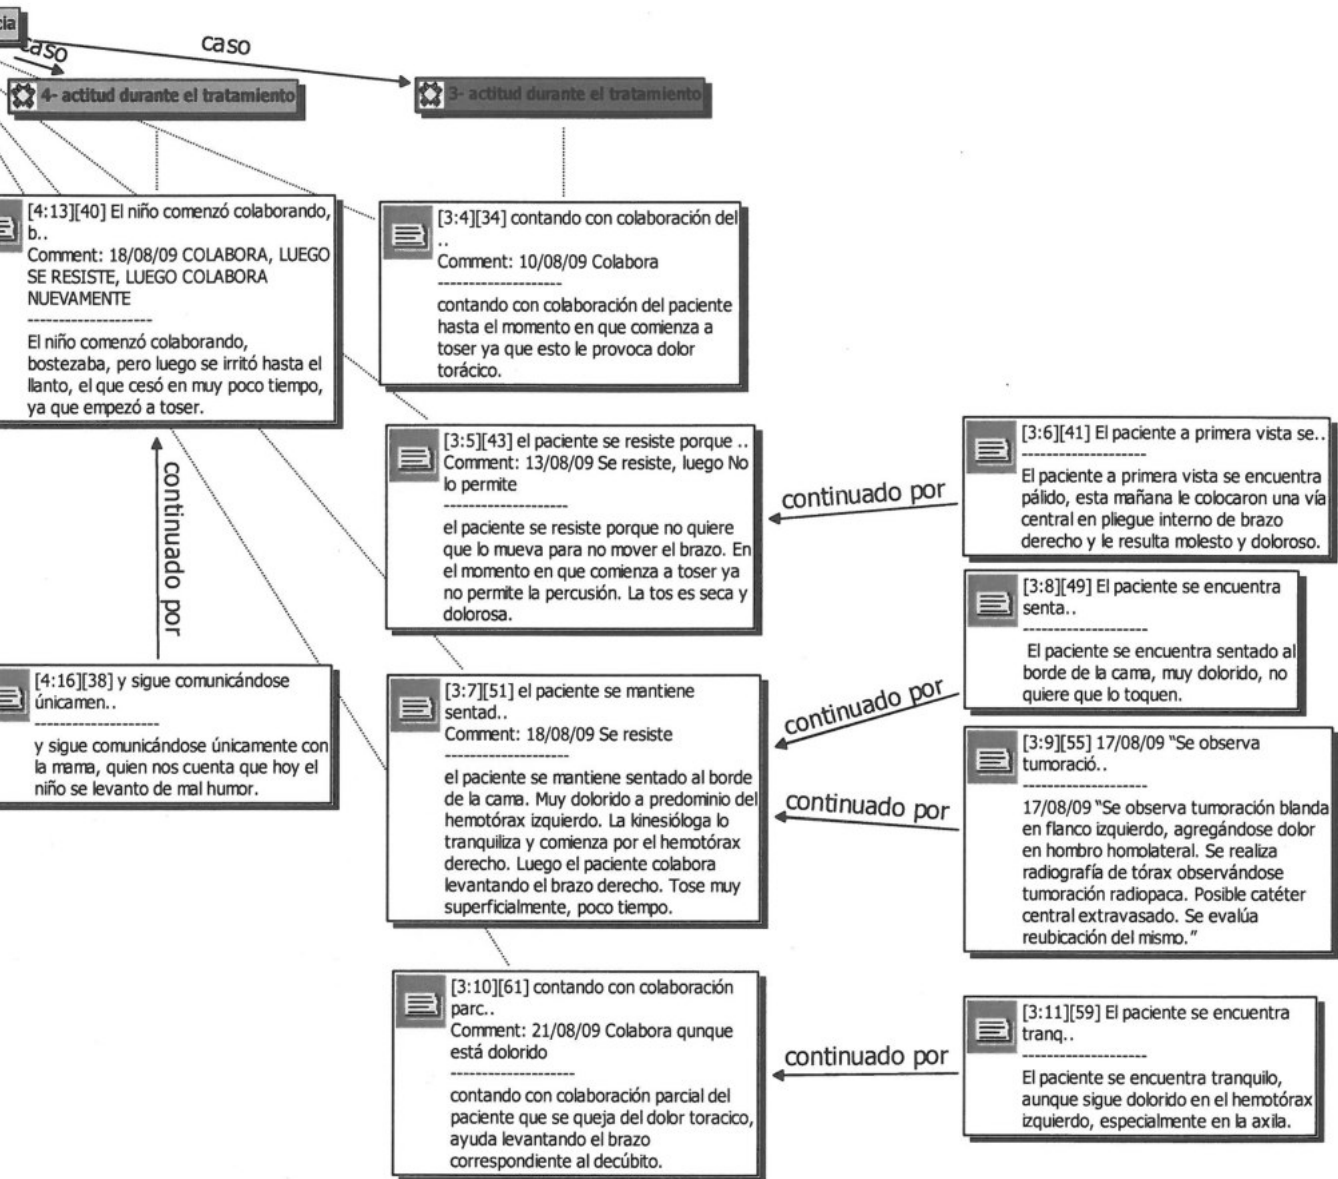 cia
caso
caso
4- actitud durante el tratamiento
3- actitud durante el tratamiento
[4:13][40] El niño comenzó colaborando,
b..
Comment: 18/08/09 COLABORA, LUEGO
SE RESISTE, LUEGO COLABORA
NUEVAMENTE
--------------------
El niño comenzó colaborando,
bostezaba, pero luego se irritó hasta el
llanto, el que cesó en muy poco tiempo,
ya que empezó a toser.
continuado por
[4:16][38] y sigue comunicándose
únicamen..
--------------------
y sigue comunicándose únicamente con
la mama, quien nos cuenta que hoy el
niño se levanto de mal humor.
[3:4][34] contando con colaboración del
..
Comment: 10/08/09 Colabora
--------------------
contando con colaboración del paciente
hasta el momento en que comienza a
toser ya que esto le provoca dolor
torácico.
[3:5][43] el paciente se resiste porque ..
Comment: 13/08/09 Se resiste, luego No
lo permite
--------------------
el paciente se resiste porque no quiere
que lo mueva para no mover el brazo. En
el momento en que comienza a toser ya
no permite la percusión. La tos es seca y
dolorosa.
continuado por
[3:6][41] El paciente a primera vista se..
--------------------
El paciente a primera vista se encuentra
pálido, esta mañana le colocaron una vía
central en pliegue interno de brazo
derecho y le resulta molesto y doloroso.
[3:7][51] el paciente se mantiene
sentad..
Comment: 18/08/09 Se resiste
--------------------
el paciente se mantiene sentado al borde
de la cama. Muy dolorido a predominio del
hemotórax izquierdo. La kinesióloga lo
tranquiliza y comienza por el hemotórax
derecho. Luego el paciente colabora
levantando el brazo derecho. Tose muy
superficialmente, poco tiempo.
continuado por
[3:8][49] El paciente se encuentra
senta..
--------------------
El paciente se encuentra sentado al
borde de la cama, muy dolorido, no
quiere que lo toquen.
continuado por
[3:9][55] 17/08/09 “Se observa
tumoració..
--------------------
17/08/09 “Se observa tumoración blanda
en flanco izquierdo, agregándose dolor
en hombro homolateral. Se realiza
radiografía de tórax observándose
tumoración radiopaca. Posible catéter
central extravasado. Se evalúa
reubicación del mismo.”
[3:10][61] contando con colaboración
parc..
Comment: 21/08/09 Colabora qunque
está dolorido
--------------------
contando con colaboración parcial del
paciente que se queja del dolor toracico,
ayuda levantando el brazo
correspondiente al decúbito.
continuado por
[3:11][59] El paciente se encuentra
tranq..
--------------------
El paciente se encuentra tranquilo,
aunque sigue dolorido en el hemotórax
izquierdo, especialmente en la axila.